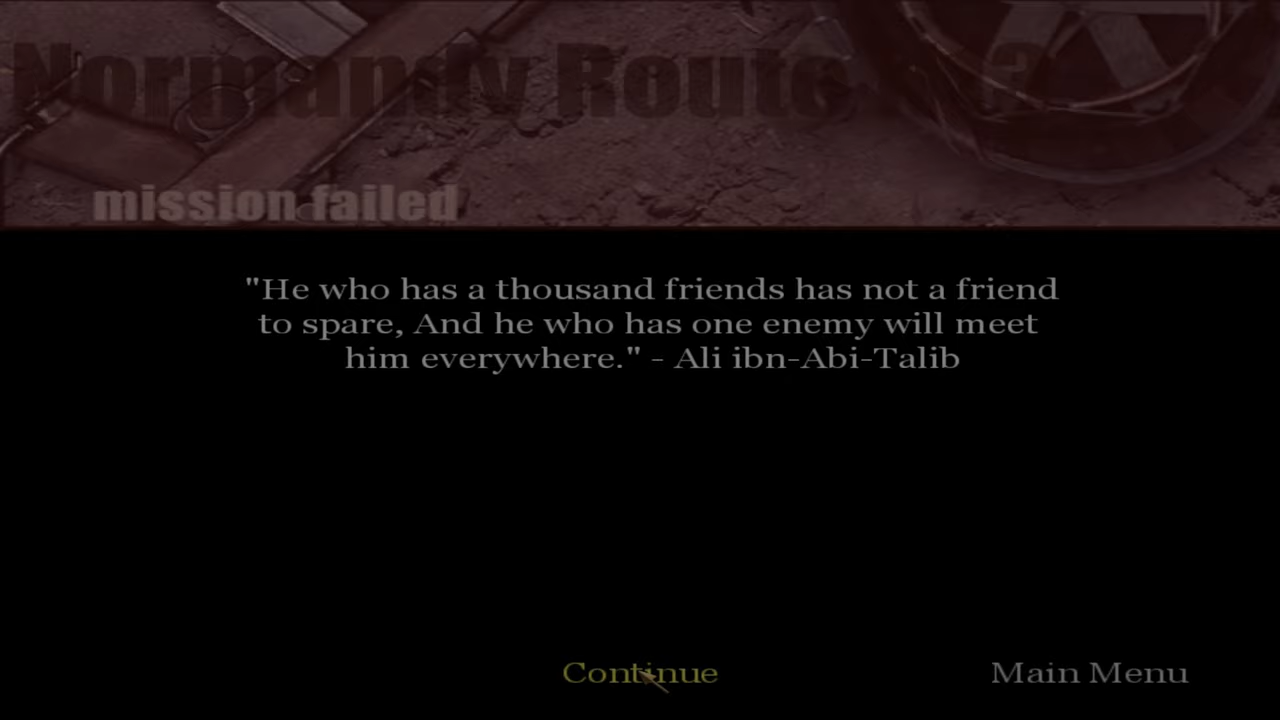 Normandy Route
mission failed
"He who has a thousand friends has not a friend
to spare, And he who has one enemy will meet
him everywhere." - Ali ibn-Abi-Talib
Continue
Main Menu